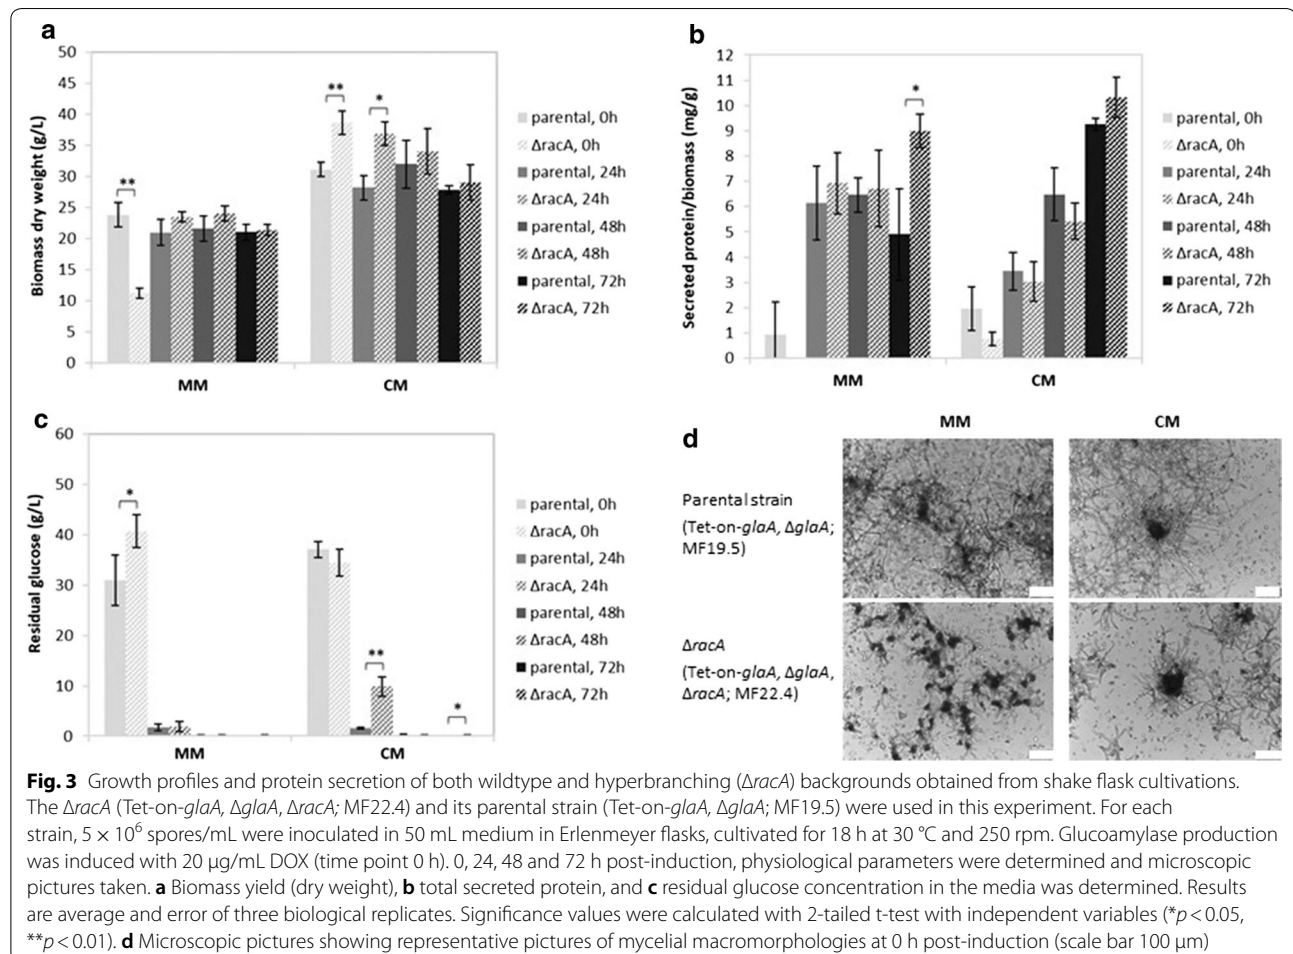 a
50
45
40
35
30
25
20
15
10
5
0
Biomass dry weight (g/L)
**
**
*
MM
CM
parental, 0h
ΔracA, 0h
parental, 24h
ΔracA, 24h
parental, 48h
ΔracA, 48h
parental, 72h
ΔracA, 72h
b
12
11
10
9
8
7
6
5
4
3
2
1
0
Secreted protein/biomass (mg/g)
*
MM
CM
parental, 0h
ΔracA, 0h
parental, 24h
ΔracA, 24h
parental, 48h
ΔracA, 48h
parental, 72h
ΔracA, 72h
c
60
50
40
30
20
10
0
Residual glucose (g/L)
*
**
*
MM
CM
parental, 0h
ΔracA, 0h
parental, 24h
ΔracA, 24h
parental, 48h
ΔracA, 48h
parental, 72h
ΔracA, 72h
d
MM
CM
Parental strain
(Tet-on-glaA, ΔglaA;
MF19.5)
ΔracA
(Tet-on-glaA, ΔglaA,
ΔracA; MF22.4)
Fig. 3 Growth profiles and protein secretion of both wildtype and hyperbranching (ΔracA) backgrounds obtained from shake flask cultivations.
The ΔracA (Tet-on-glaA, ΔglaA, ΔracA; MF22.4) and its parental strain (Tet-on-glaA, ΔglaA; MF19.5) were used in this experiment. For each
strain, 5 × 10⁶ spores/mL were inoculated in 50 mL medium in Erlenmeyer flasks, cultivated for 18 h at 30 °C and 250 rpm. Glucoamylase production
was induced with 20 µg/mL DOX (time point 0 h). 0, 24, 48 and 72 h post-induction, physiological parameters were determined and microscopic
pictures taken. a Biomass yield (dry weight), b total secreted protein, and c residual glucose concentration in the media was determined. Results
are average and error of three biological replicates. Significance values were calculated with 2-tailed t-test with independent variables (*p < 0.05,
**p < 0.01). d Microscopic pictures showing representative pictures of mycelial macromorphologies at 0 h post-induction (scale bar 100 µm)